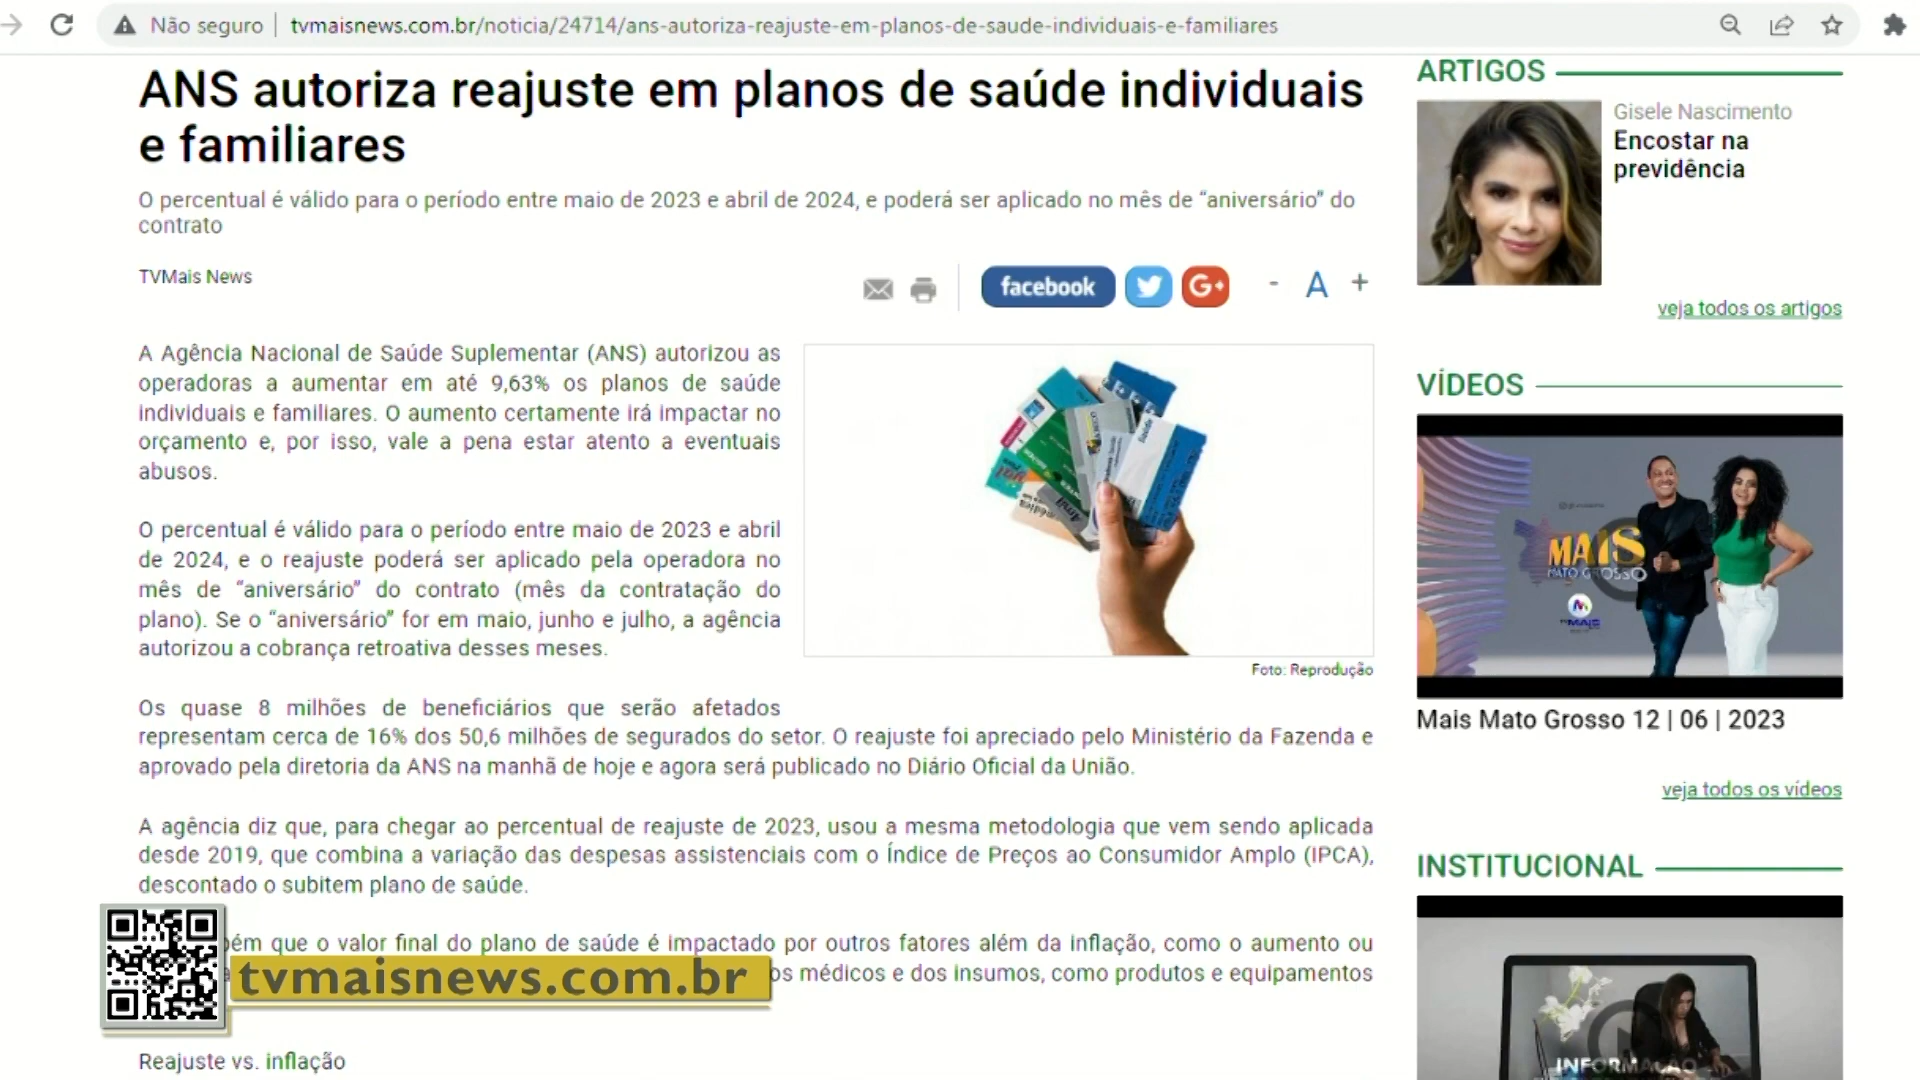 Não seguro
tvmaisnews.com.br/noticia/24714/ans-autoriza-reajuste-em-planos-de-saude-individuais-e-familiares
ANS autoriza reajuste em planos de saúde individuais
e familiares
O percentual é válido para o período entre maio de 2023 e abril de 2024, e poderá ser aplicado no mês de “aniversário” do
contrato
TVMais News
facebook
G+
- A +
A Agência Nacional de Saúde Suplementar (ANS) autorizou as
operadoras a aumentar em até 9,63% os planos de saúde
individuais e familiares. O aumento certamente irá impactar no
orçamento e, por isso, vale a pena estar atento a eventuais
abusos.
O percentual é válido para o período entre maio de 2023 e abril
de 2024, e o reajuste poderá ser aplicado pela operadora no
mês de “aniversário” do contrato (mês da contratação do
plano). Se o “aniversário” for em maio, junho e julho, a agência
autorizou a cobrança retroativa desses meses.
Saúde
Foto: Reprodução
Os quase 8 milhões de beneficiários que serão afetados
representam cerca de 16% dos 50,6 milhões de segurados do setor. O reajuste foi apreciado pelo Ministério da Fazenda e
aprovado pela diretoria da ANS na manhã de hoje e agora será publicado no Diário Oficial da União.
A agência diz que, para chegar ao percentual de reajuste de 2023, usou a mesma metodologia que vem sendo aplicada
desde 2019, que combina a variação das despesas assistenciais com o Índice de Preços ao Consumidor Amplo (IPCA),
descontado o subitem plano de saúde.
que o valor final do plano de saúde é impactado por outros fatores além da inflação, como o aumento ou
médicos e dos insumos, como produtos e equipamentos
tvmaisnews.com.br
Reajuste vs. inflação
ARTIGOS
Gisele Nascimento
Encostar na
previdência
veja todos os artigos
VÍDEOS
MAIS
MATO GROSSO
MAIS
Mais Mato Grosso 12 | 06 | 2023
veja todos os vídeos
INSTITUCIONAL
INFORMAÇÃO